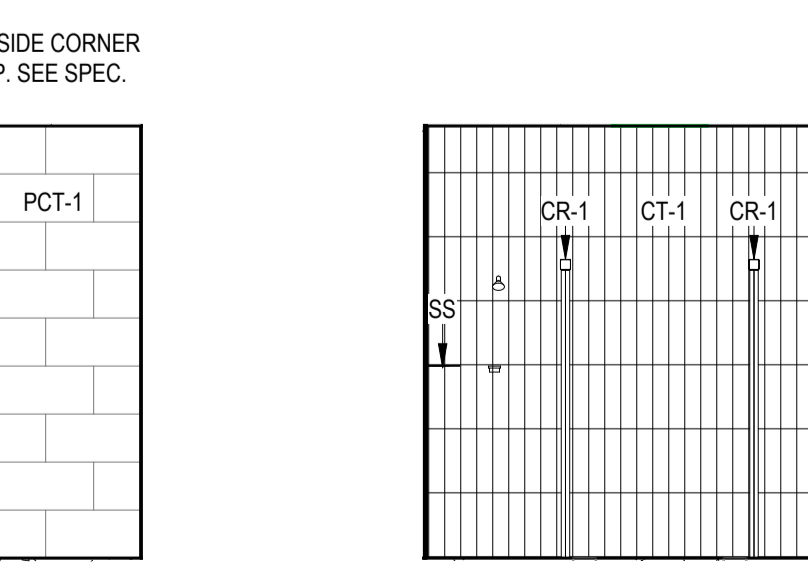 SIDE CORNER
P. SEE SPEC.
PCT-1
CR-1
CT-1
CR-1
SS